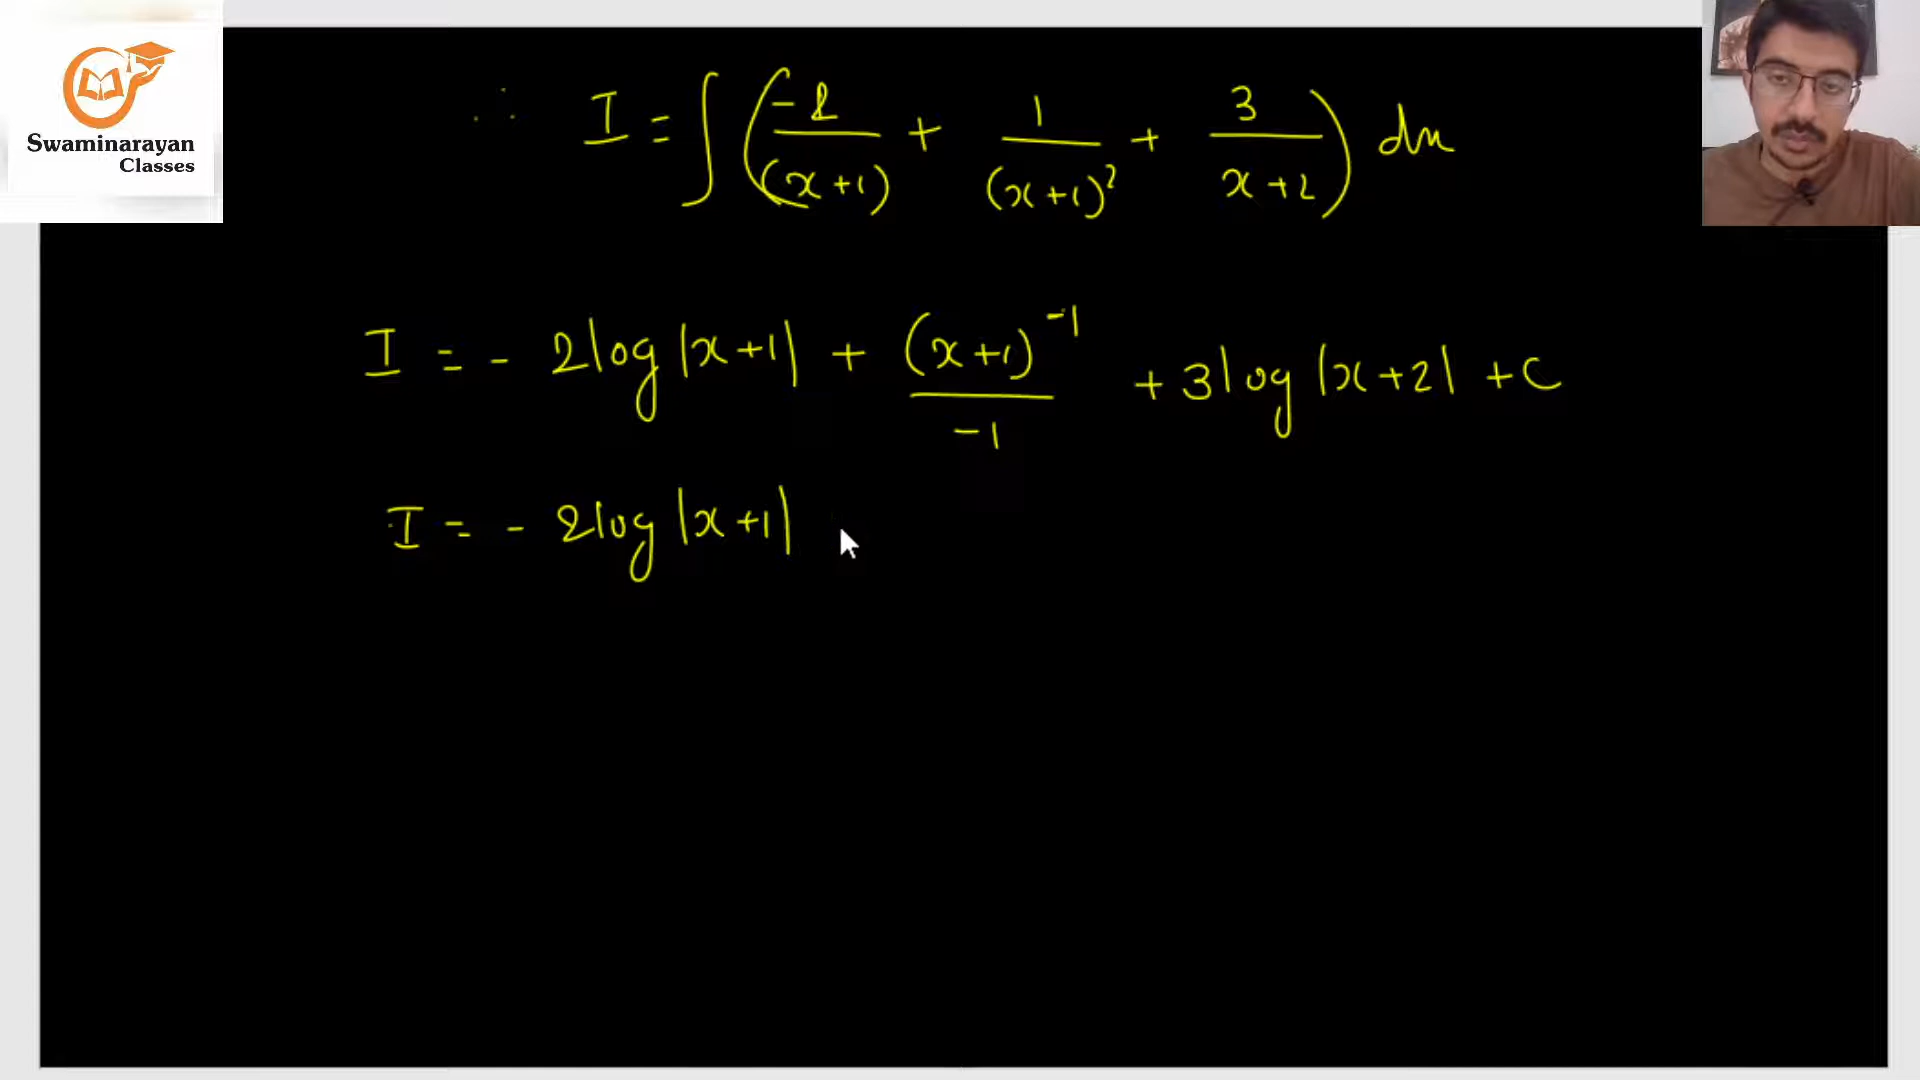 Swaminarayan
Classes
∴ I = ∫ (-2/(x+1) + 1/(x+1)² + 3/(x+2)) dx
I = - 2log|x+1| + (x+1)⁻¹/-1 + 3log|x+2| + C
I = - 2log|x+1|